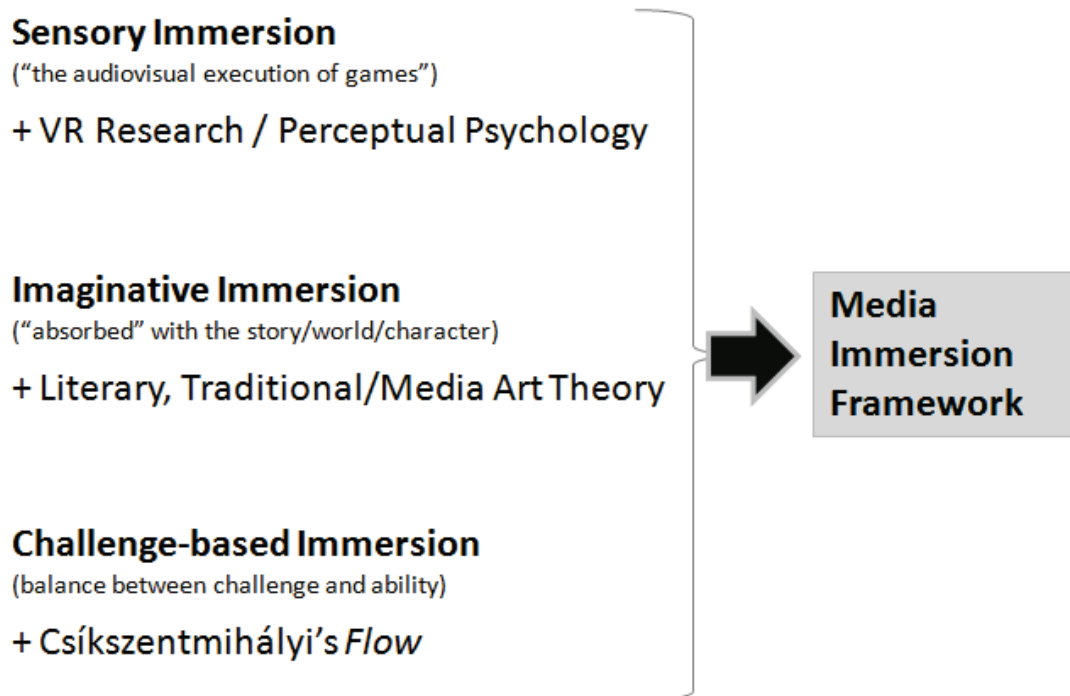 Sensory Immersion
(“the audiovisual execution of games”)
+ VR Research / Perceptual Psychology
Imaginative Immersion
(“absorbed” with the story/world/character)
+ Literary, Traditional/Media Art Theory
Challenge-based Immersion
(balance between challenge and ability)
+ Csíkszentmihályi’s Flow
Media
Immersion
Framework